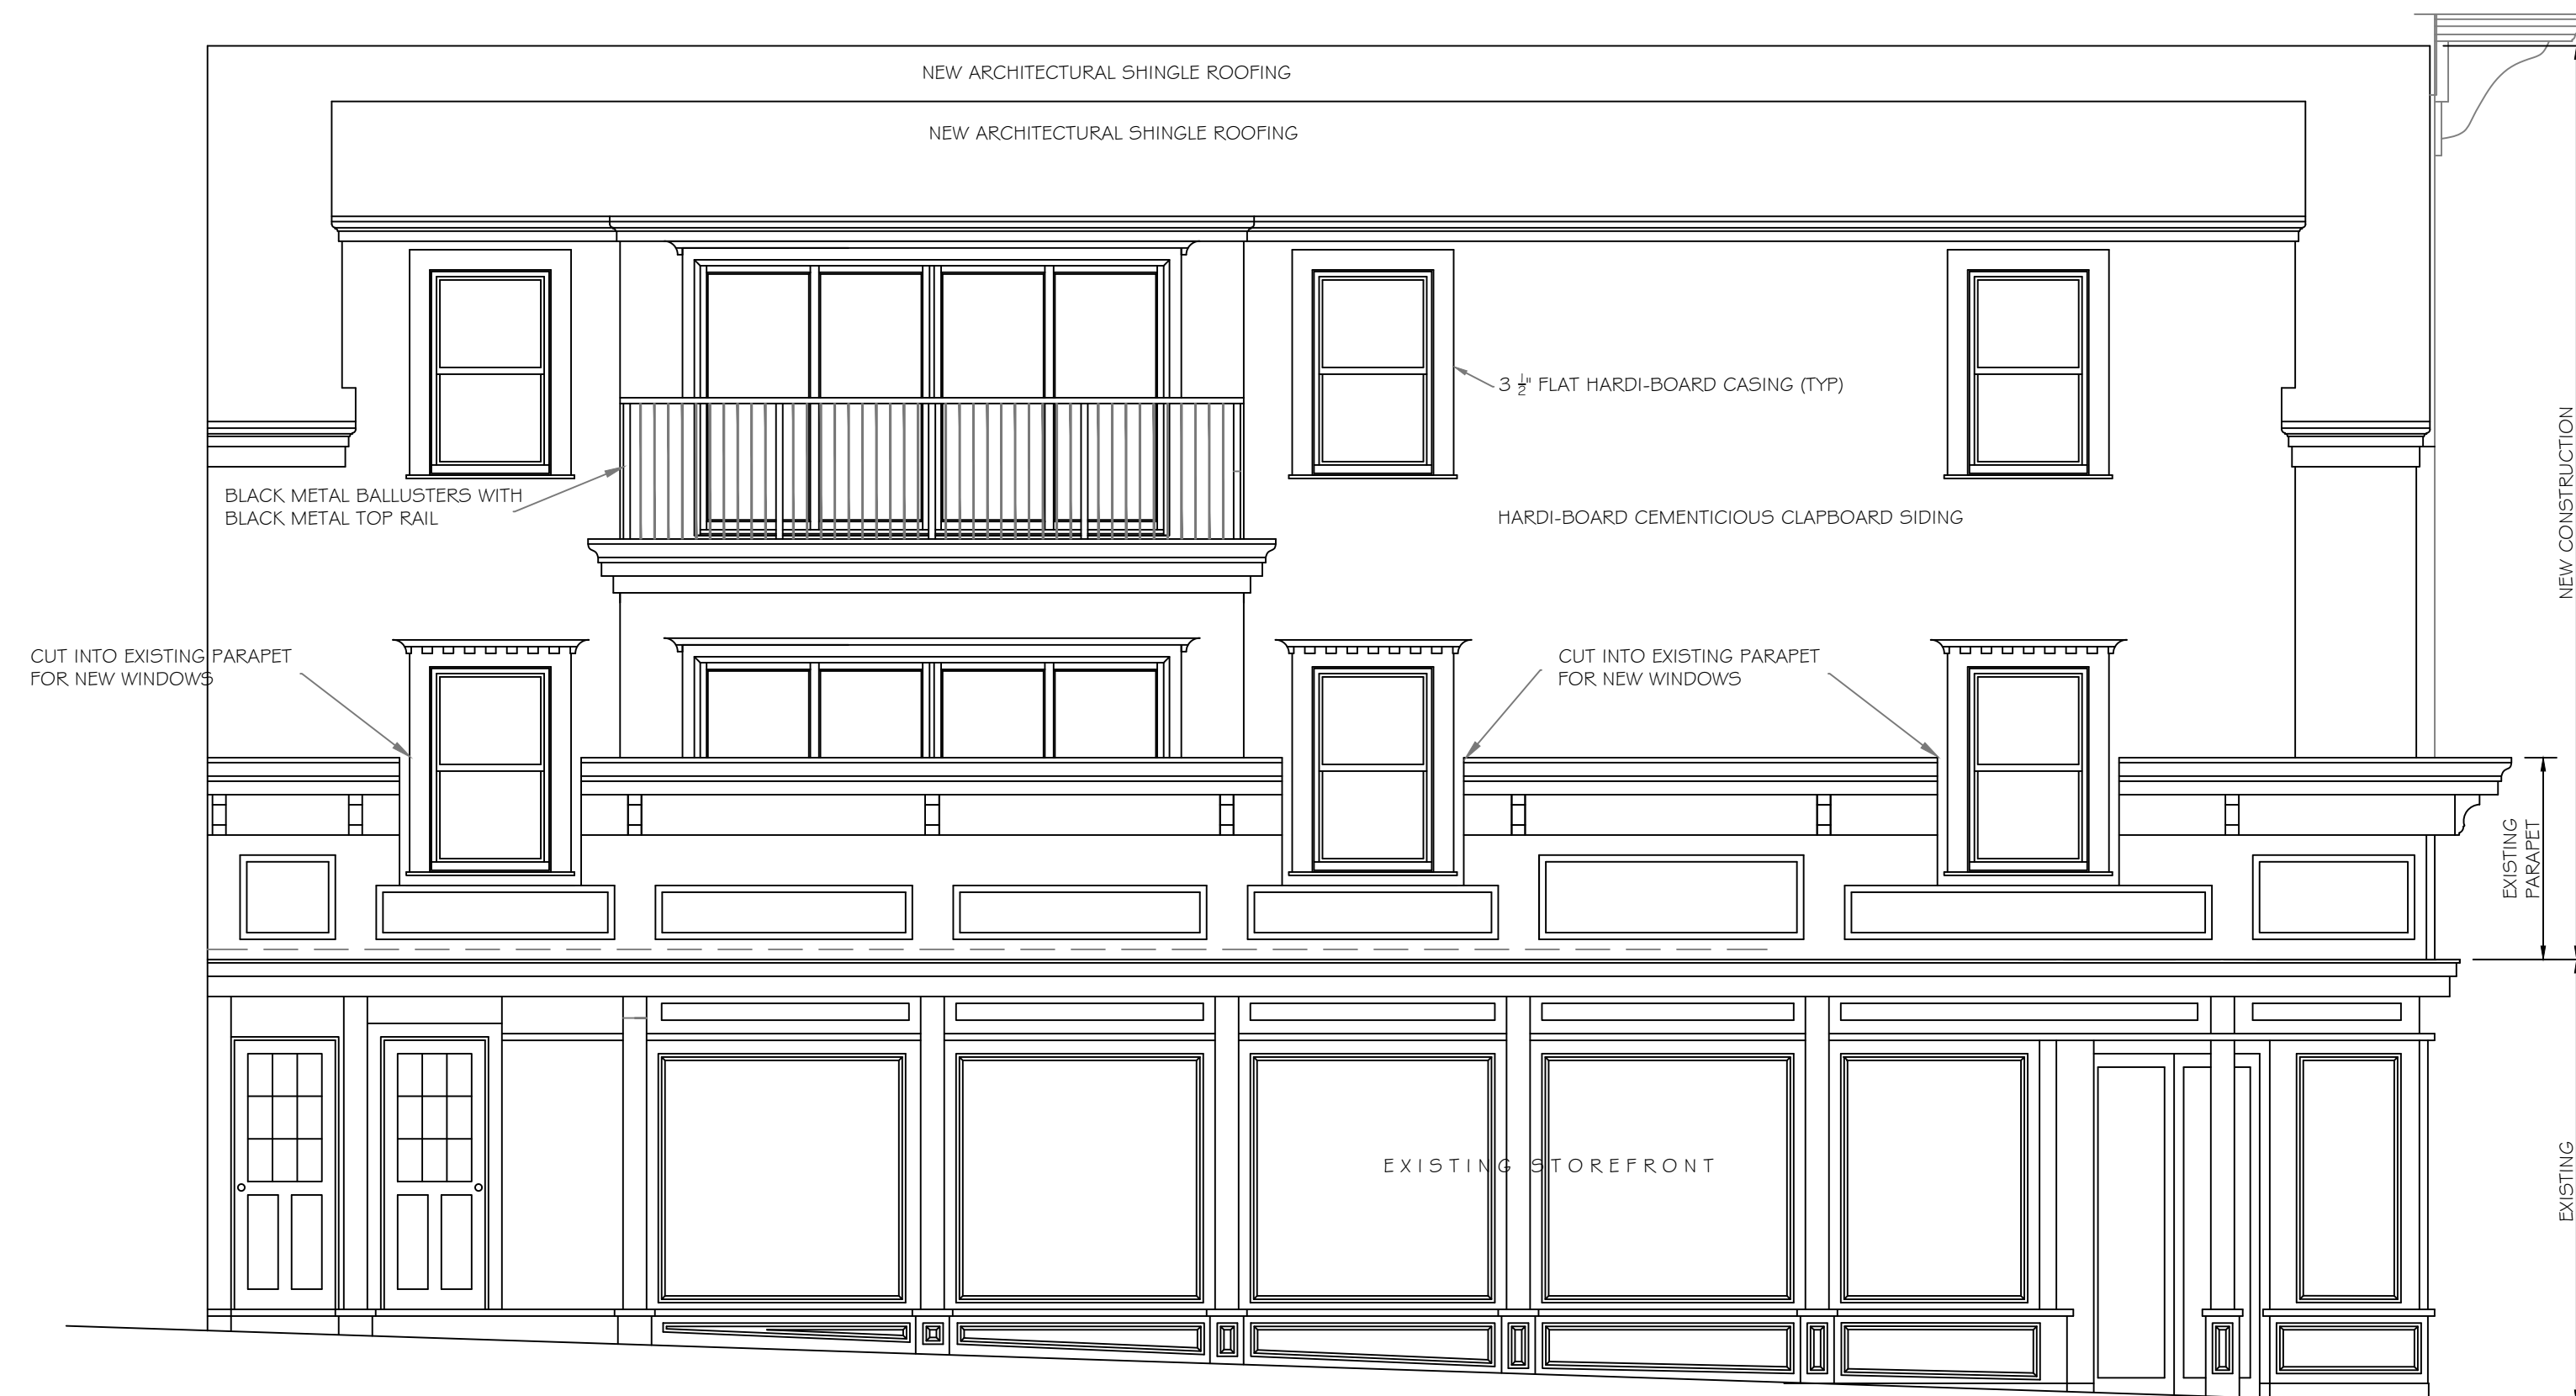 NEW ARCHITECTURAL SHINGLE ROOFING
NEW ARCHITECTURAL SHINGLE ROOFING
3 1/2" FLAT HARDI-BOARD CASING (TYP)
BLACK METAL BALLUSTERS WITH
BLACK METAL TOP RAIL
HARDI-BOARD CEMENTICIOUS CLAPBOARD SIDING
NEW CONSTRUCTION
CUT INTO EXISTING PARAPET
FOR NEW WINDOWS
CUT INTO EXISTING PARAPET
FOR NEW WINDOWS
EXISTING
PARAPET
EXISTING STOREFRONT
EXISTING